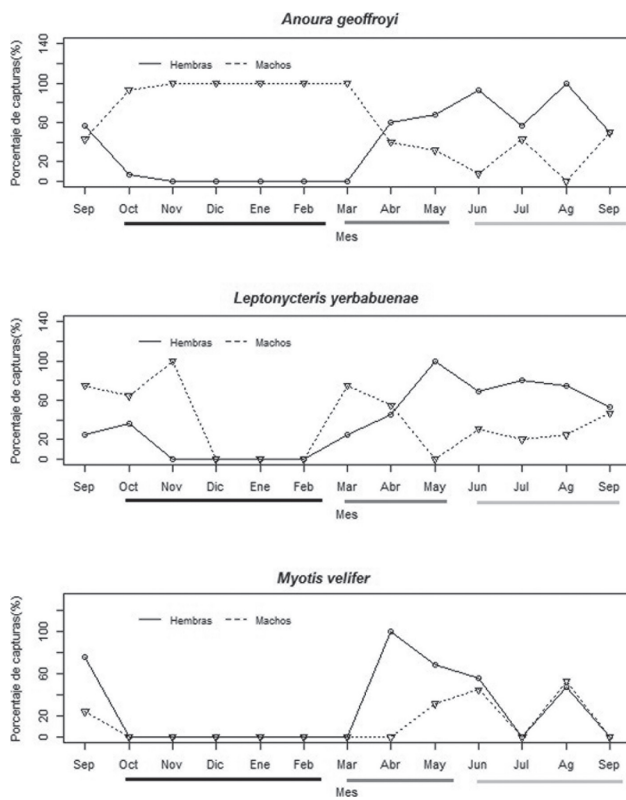 Anoura geoffroyi
Porcentaje de capturas(%)
140
100
60
20
0
Hembras Machos
Sep Oct Nov Dic Ene Feb Mar Abr May Jun Jul Ag Sep
Mes
Leptonycteris yerbabuenae
Porcentaje de capturas(%)
140
100
60
20
0
Hembras Machos
Sep Oct Nov Dic Ene Feb Mar Abr May Jun Jul Ag Sep
Mes
Myotis velifer
Porcentaje de capturas(%)
100
60
20
0
Hembras Machos
Sep Oct Nov Dic Ene Feb Mar Abr May Jun Jul Ag Sep
Mes